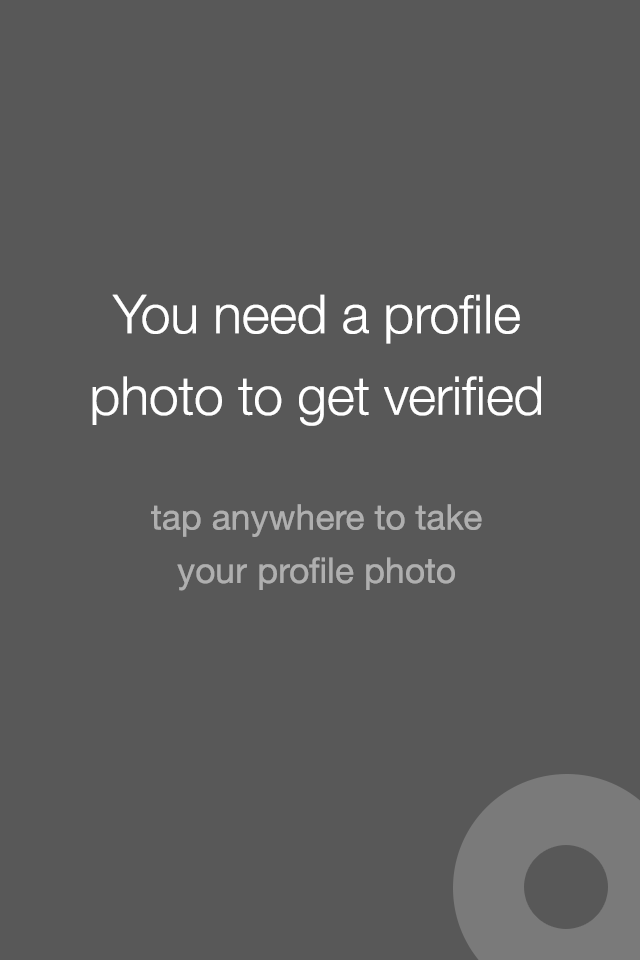 You need a profile
photo to get verified
tap anywhere to take
your profile photo